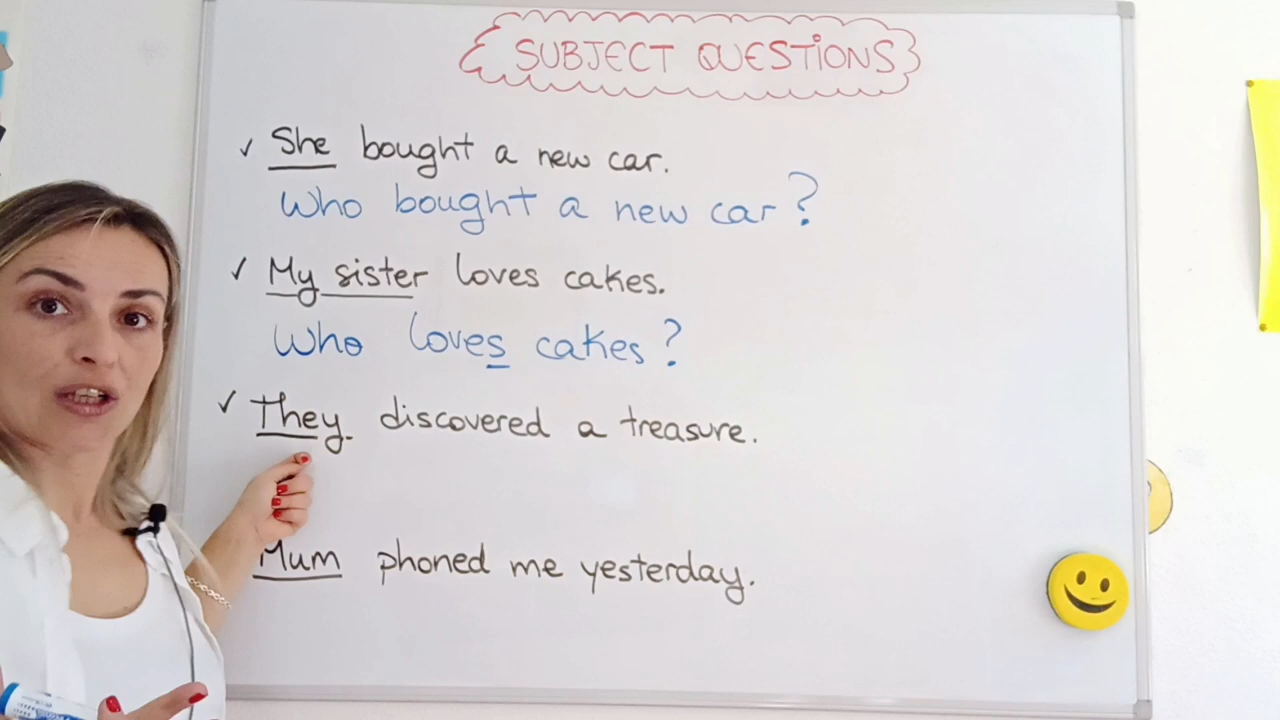 SUBJECT QUESTIONS
She bought a new car.
Who bought a new car?
My sister loves cakes.
Who loves cakes?
They discovered a treasure.
Mum phoned me yesterday.